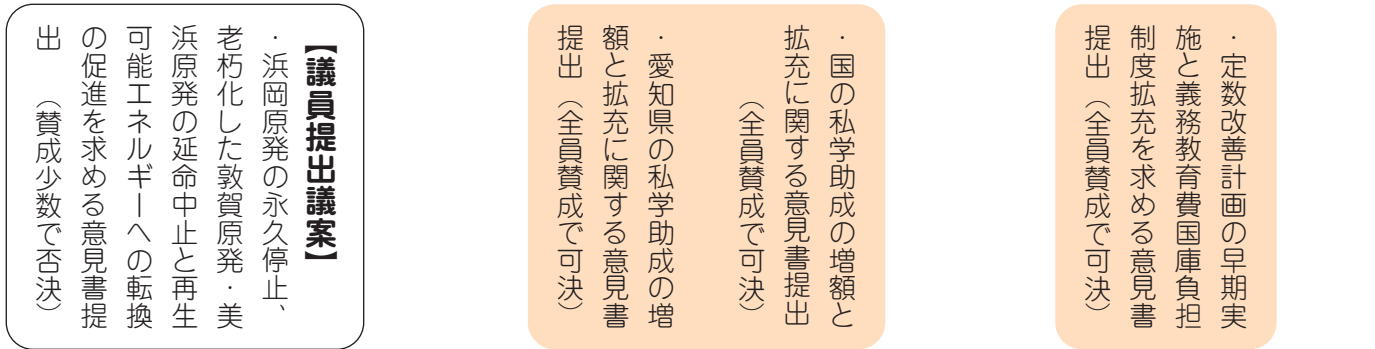 ・定数改善計画の早期実
施と義務教育費国庫負担
制度拡充を求める意見書
提出（全員賛成で可決）
・国の私学助成の増額と
拡充に関する意見書提出
（全員賛成で可決）
・愛知県の私学助成の増
額と拡充に関する意見書
提出（全員賛成で可決）
【議員提出議案】
・浜岡原発の永久停止、
老朽化した敦賀原発・美
浜原発の延命中止と再生
可能エネルギーへの転換
の促進を求める意見書提
出　（賛成少数で否決）